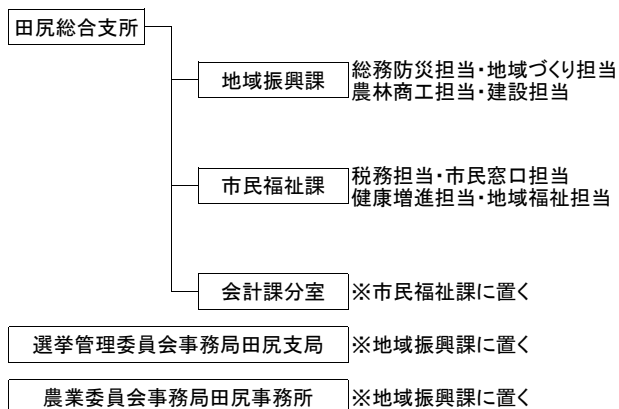 田尻総合支所
地域振興課
総務防災担当・地域づくり担当
農林商工担当・建設担当
市民福祉課
税務担当・市民窓口担当
健康増進担当・地域福祉担当
会計課分室
※市民福祉課に置く
選挙管理委員会事務局田尻支局
※地域振興課に置く
農業委員会事務局田尻事務所
※地域振興課に置く